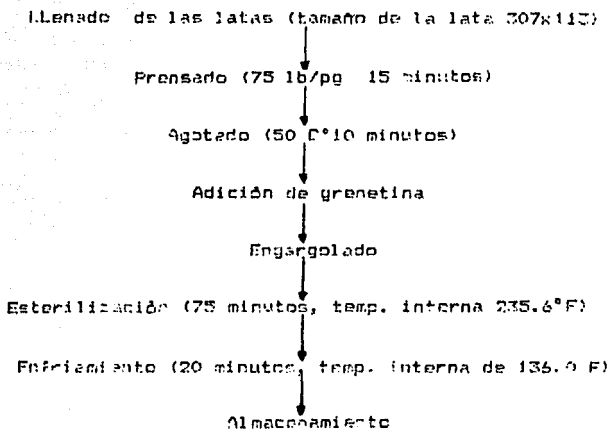 LLenado de las latas (tamaño de la lata 307x113)
Prensado (75 lb/pg 15 minutos)
Agotado (50 C°10 minutos)
Adición de grenetina
Engargolado
Esterilización (75 minutos, temp. interna 235.6°F)
Enfriamiento (20 minutos, temp. interna de 136.0 F)
Almacenamiento